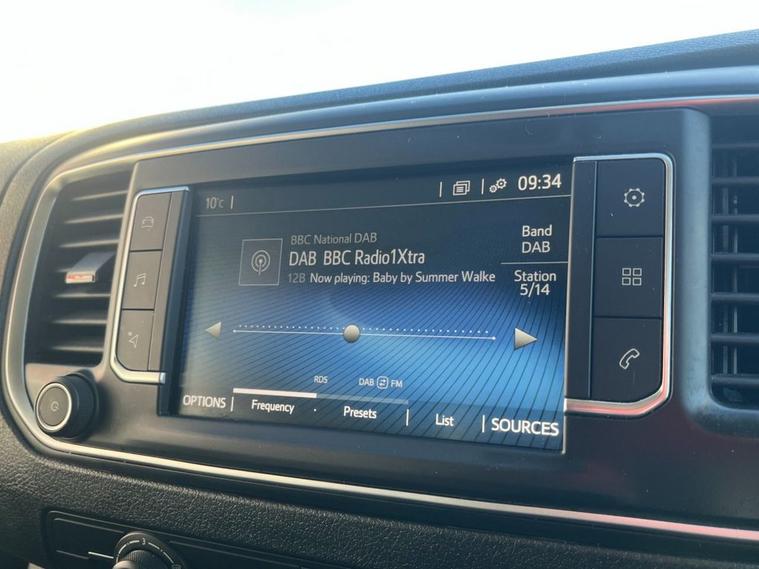 10°C
09:34
BBC National DAB
DAB BBC Radio1Xtra
12B Now playing: Baby by Summer Walke
Band
DAB
Station
5/14
RDS
DAB FM
OPTIONS
Frequency
Presets
List
SOURCES